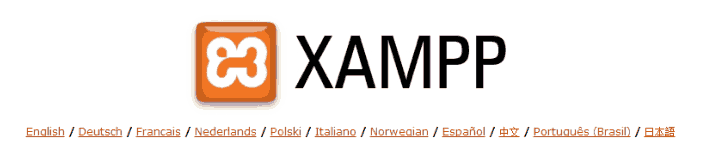 XAMPP
English / Deutsch / Francais / Nederlands / Polski / Italiano / Norwegian / Español / 中文 / Português (Brasil) / 日本語